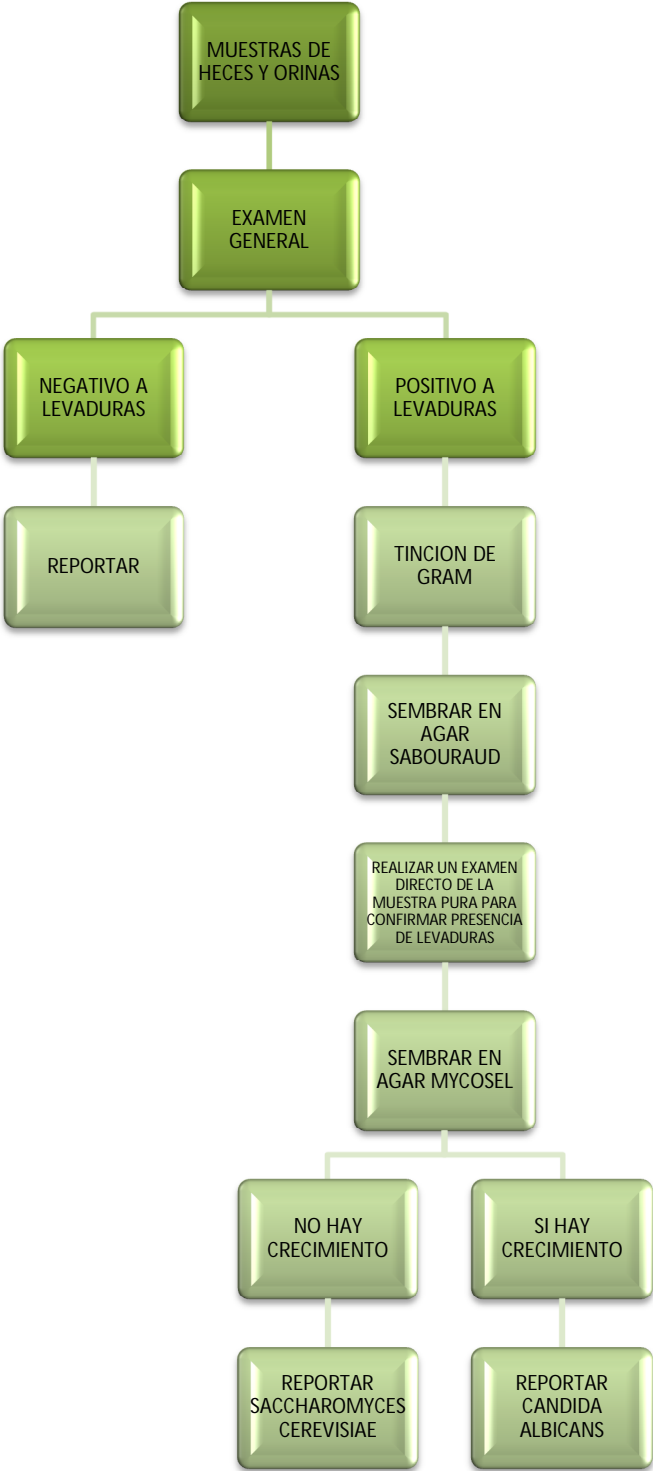 MUESTRAS DE
HECES Y ORINAS
EXAMEN
GENERAL
NEGATIVO A
LEVADURAS
REPORTAR
POSITIVO A
LEVADURAS
TINCION DE
GRAM
SEMBRAR EN
AGAR
SABOURAUD
REALIZAR UN EXAMEN
DIRECTO DE LA
MUESTRA PURA PARA
CONFIRMAR PRESENCIA
DE LEVADURAS
SEMBRAR EN
AGAR MYCOSEL
NO HAY
CRECIMIENTO
REPORTAR
SACCHAROMYCES
CEREVISIAE
SI HAY
CRECIMIENTO
REPORTAR
CANDIDA
ALBICANS